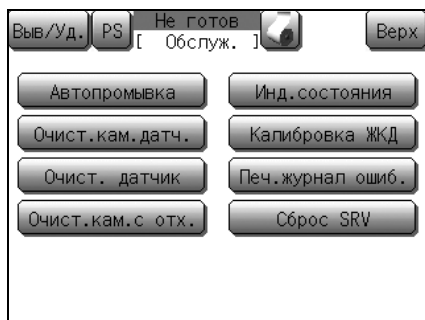 Выв/Уд. PS Не готов Верх
[ Обслуж. ]
Автопромывка Инд.состояния
Очист.кам.датч. Калибровка ЖКД
Очист. датчик Печ.журнал ошиб.
Очист.кам.с отх. Сброс SRV